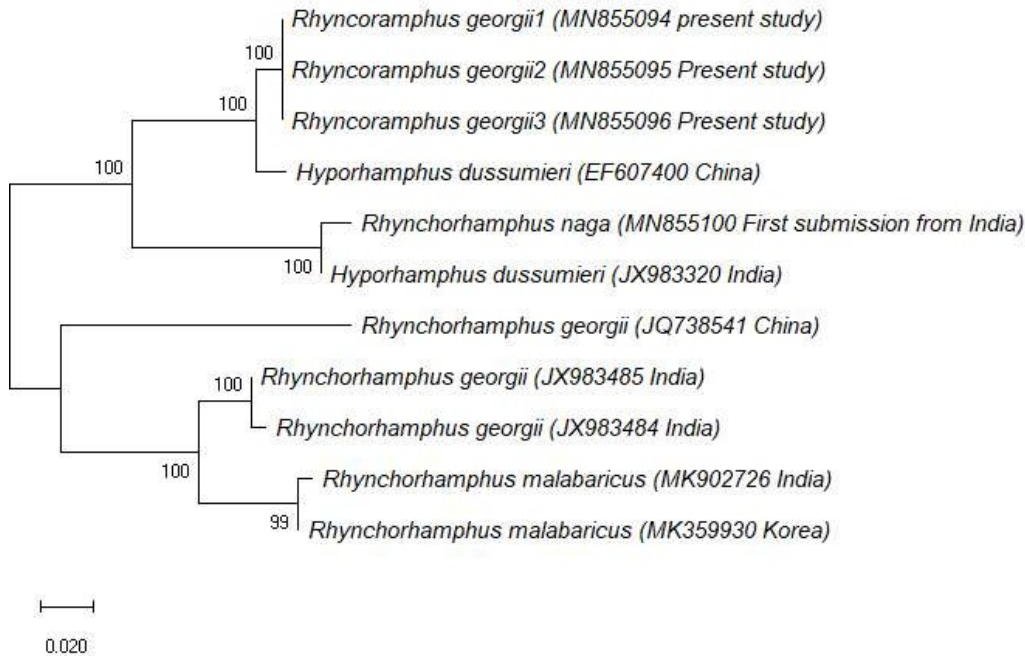 Rhyncoramphus georgii1 (MN855094 present study)
100
Rhyncoramphus georgii2 (MN855095 Present study)
100
Rhyncoramphus georgii3 (MN855096 Present study)
100
Hyporhamphus dussumieri (EF607400 China)
Rhynchorhamphus naga (MN855100 First submission from India)
100
Hyporhamphus dussumieri (JX983320 India)
Rhynchorhamphus georgii (JQ738541 China)
Rhynchorhamphus georgii (JX983485 India)
100
Rhynchorhamphus georgii (JX983484 India)
100
Rhynchorhamphus malabaricus (MK902726 India)
99
Rhynchorhamphus malabaricus (MK359930 Korea)
0.020